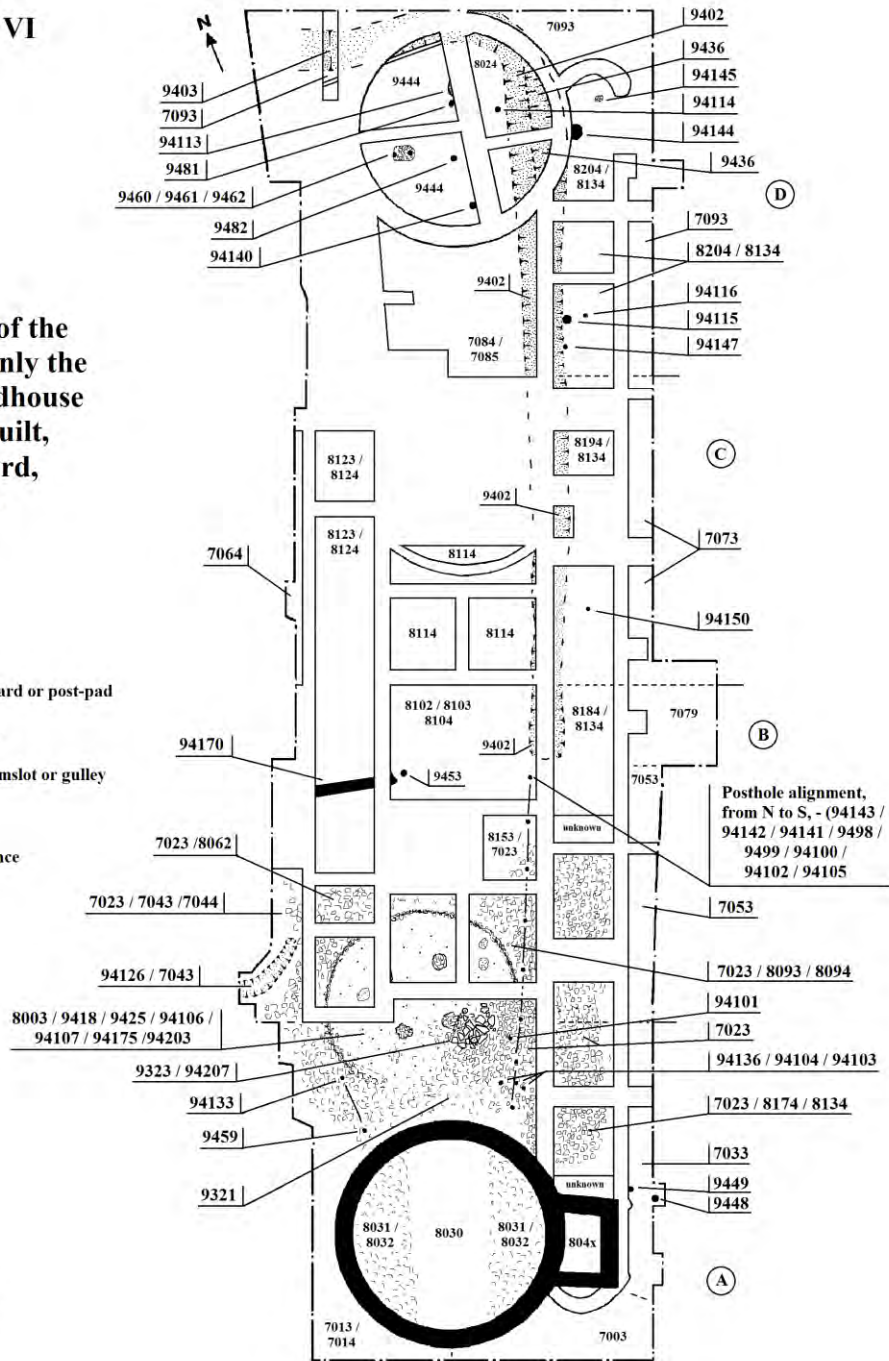 VI
N
of the
nly the
dhouse
uilt,
rd,
ard or post-pad
mslot or gulley
nce
9403
7093
94113
9481
9460 / 9461 / 9462
9482
94140
7064
94170
7023 /8062
7023 / 7043 /7044
94126 / 7043
8003 / 9418 / 9425 / 94106 /
94107 / 94175 /94203
9323 / 94207
94133
9459
9321
7093
9444
8024
9444
8204 /
8134
9402
7084 /
7085
8123 /
8124
8194 /
8134
9402
8123 /
8124
8114
8114
8114
8102 / 8103
8104
8184 /
8134
7079
9402
9453
7053
8153 /
7023
unknown
unknown
8031 /
8032
8030
8031 /
8032
804x
7013 /
7014
7003
9402
9436
94145
94114
94144
9436
D
7093
8204 / 8134
94116
94115
94147
C
7073
94150
B
Posthole alignment,
from N to S, - (94143 /
94142 / 94141 / 9498 /
9499 / 94100 /
94102 / 94105
7053
7023 / 8093 / 8094
94101
7023
94136 / 94104 / 94103
7023 / 8174 / 8134
7033
9449
9448
A